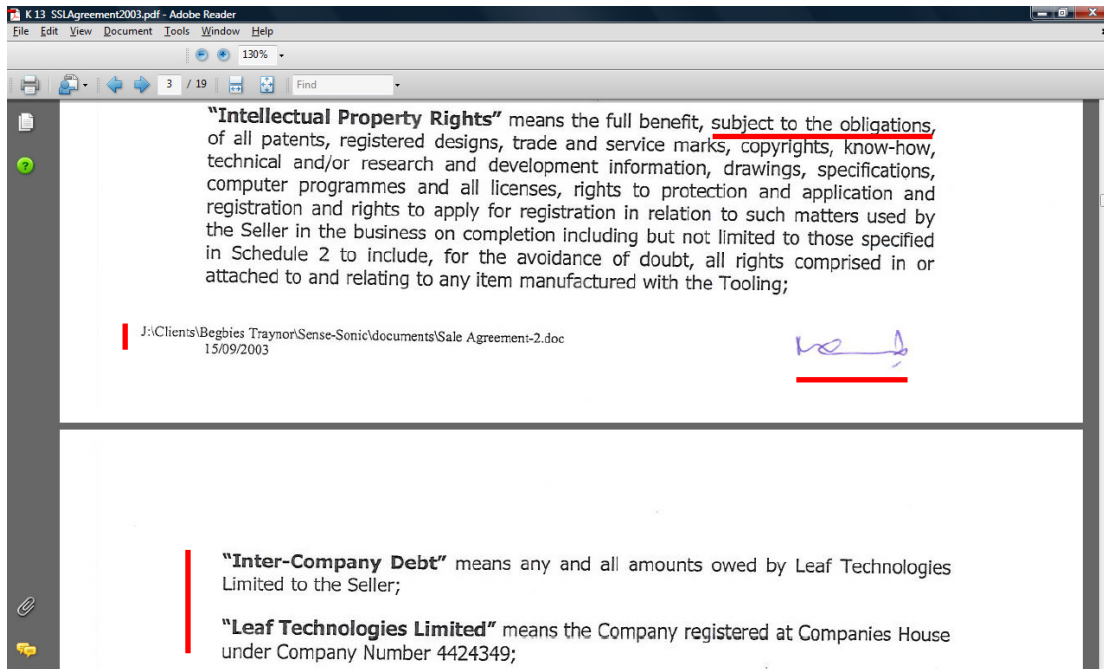 K 13 SSLAgreement2003.pdf - Adobe Reader
File Edit View Document Tools Window Help
130%
3 / 19 Find
"Intellectual Property Rights" means the full benefit, subject to the obligations,
of all patents, registered designs, trade and service marks, copyrights, know-how,
technical and/or research and development information, drawings, specifications,
computer programmes and all licenses, rights to protection and application and
registration and rights to apply for registration in relation to such matters used by
the Seller in the business on completion including but not limited to those specified
in Schedule 2 to include, for the avoidance of doubt, all rights comprised in or
attached to and relating to any item manufactured with the Tooling;
J:\Clients\Begbies Traynor\Sense-Sonic\documents\Sale Agreement-2.doc
15/09/2003
"Inter-Company Debt" means any and all amounts owed by Leaf Technologies
Limited to the Seller;
"Leaf Technologies Limited" means the Company registered at Companies House
under Company Number 4424349;